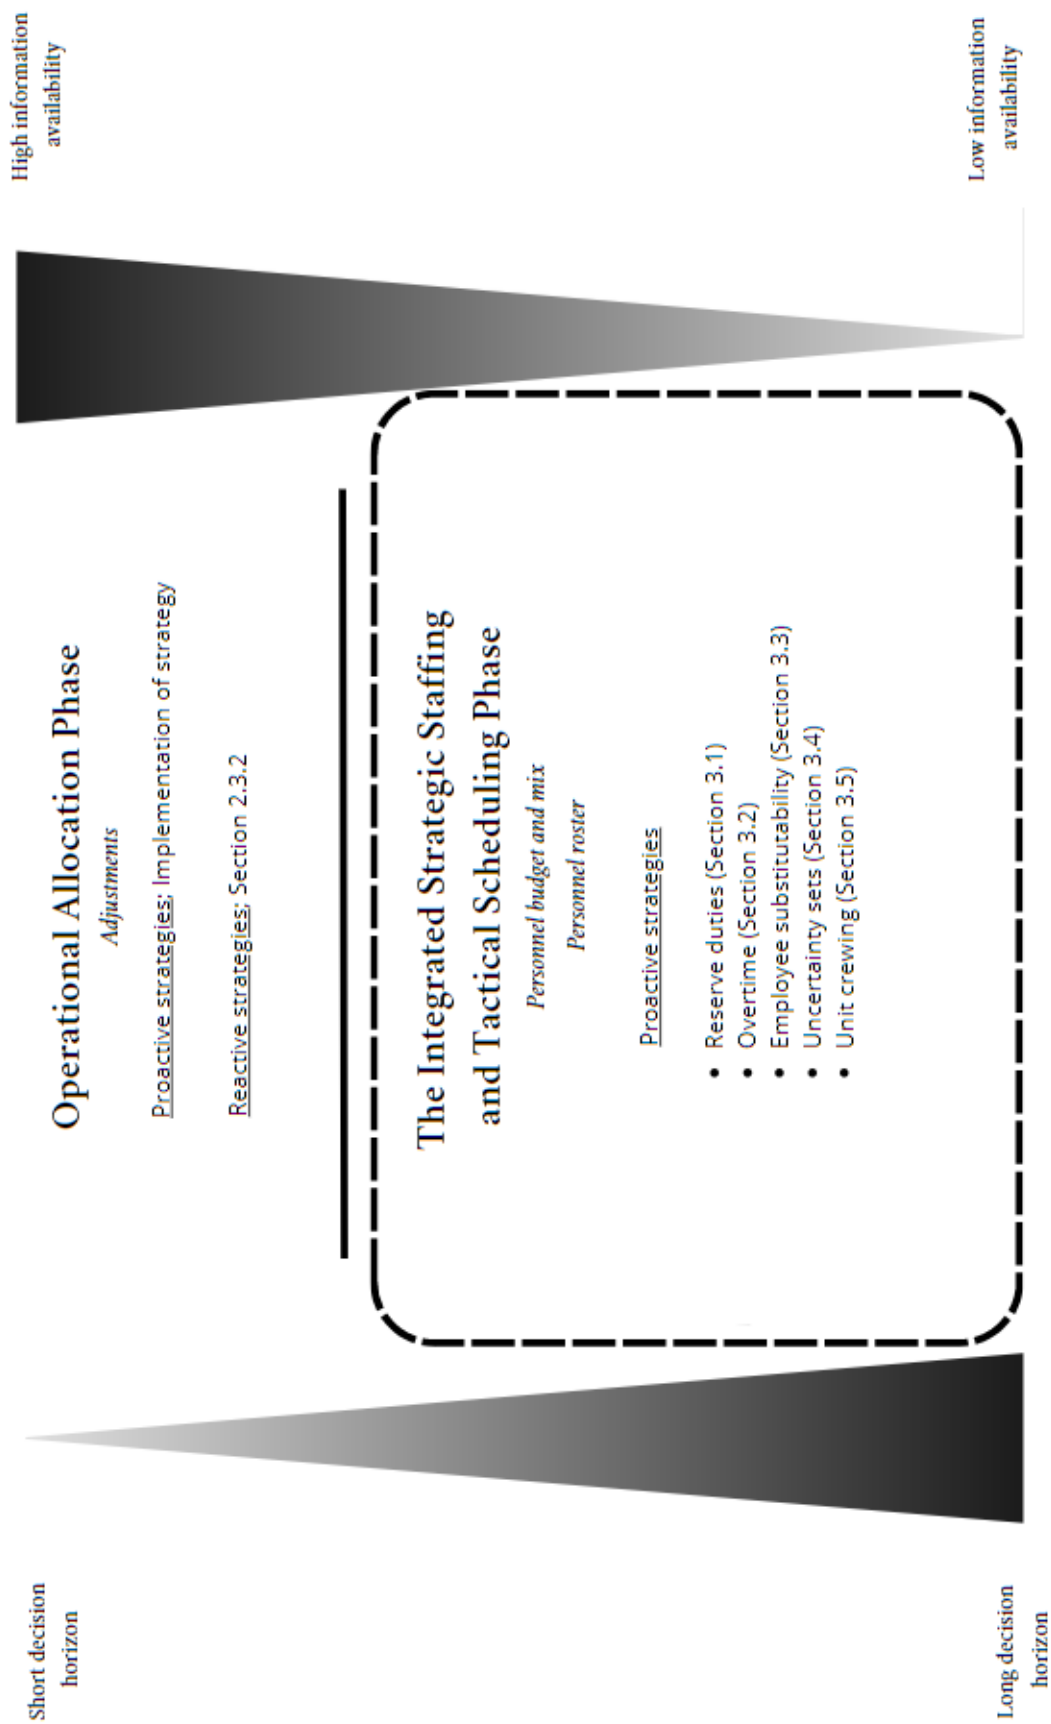 Short decision
horizon
High information
availability
Operational Allocation Phase
Adjustments
Proactive strategies; Implementation of strategy
Reactive strategies; Section 2.3.2
The Integrated Strategic Staffing
and Tactical Scheduling Phase
Personnel budget and mix
Personnel roster
Proactive strategies
• Reserve duties (Section 3.1)
• Overtime (Section 3.2)
• Employee substitutability (Section 3.3)
• Uncertainty sets (Section 3.4)
• Unit crewing (Section 3.5)
Long decision
horizon
Low information
availability